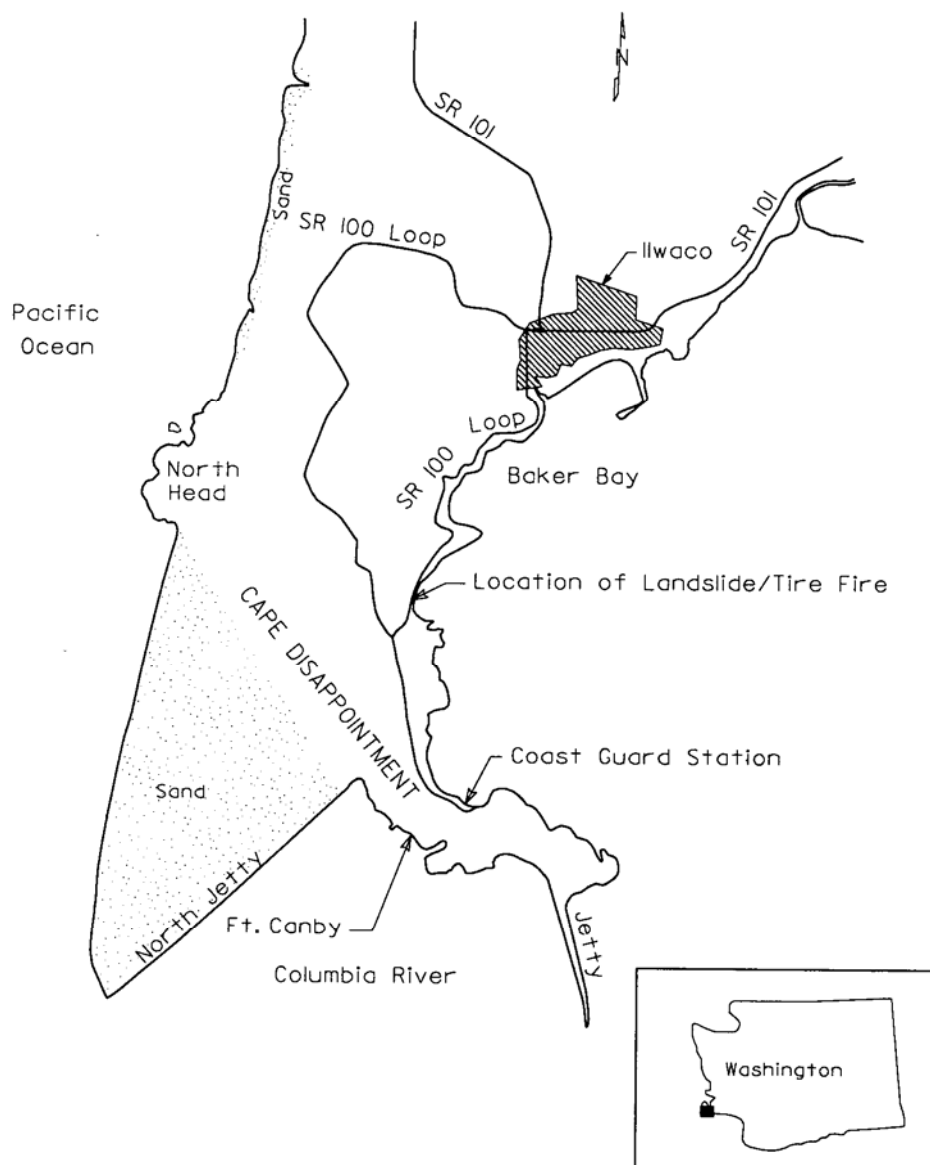 N
SR 101
Sand
SR 100 Loop
SR 101
Ilwaco
Pacific
Ocean
Loop
SR 100
North
Head
Baker Bay
Location of Landslide/Tire Fire
CAPE DISAPPOINTMENT
Coast Guard Station
Sand
North Jetty
Ft. Canby
Jetty
Columbia River
Washington